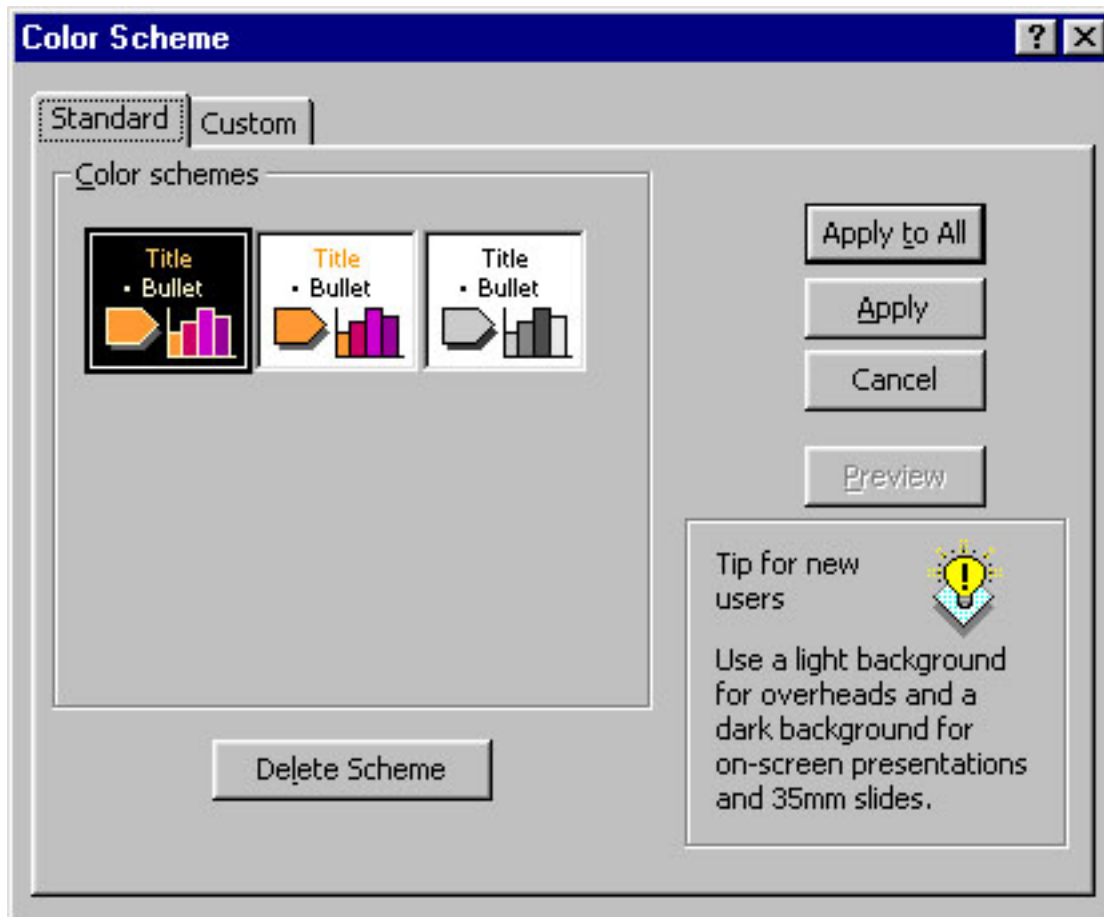 Color Scheme
Standard
Custom
Color schemes
Title
• Bullet
Title
• Bullet
Title
• Bullet
Apply to All
Apply
Cancel
Preview
Tip for new
users
Use a light background
for overheads and a
dark background for
on-screen presentations
and 35mm slides.
Delete Scheme